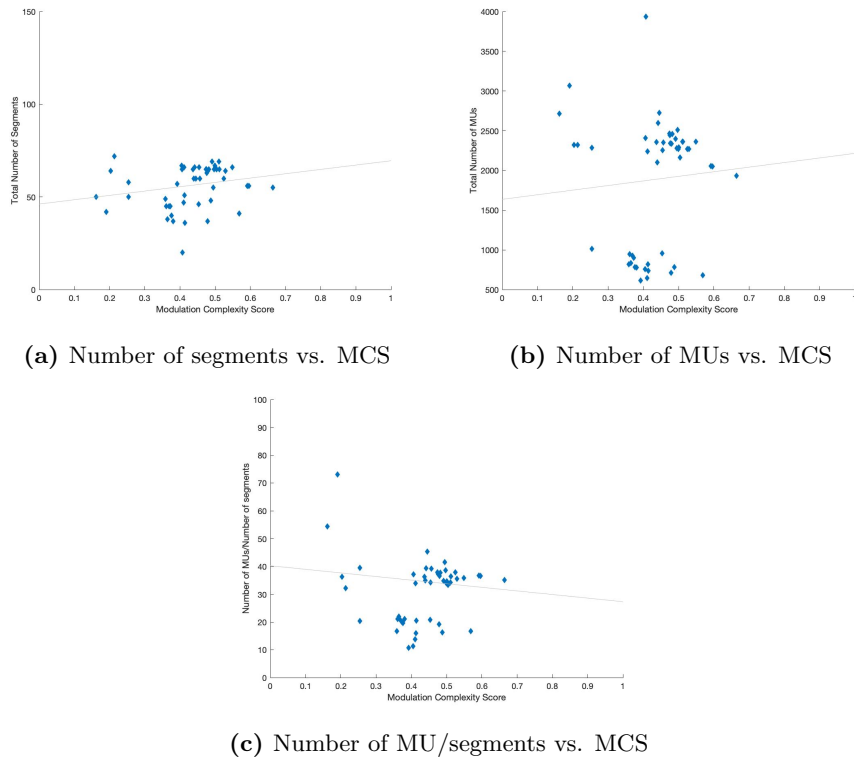 150
100
50
0
Total Number of Segments
0 0.1 0.2 0.3 0.4 0.5 0.6 0.7 0.8 0.9 1
Modulation Complexity Score
(a) Number of segments vs. MCS
4000
3500
3000
2500
2000
1500
1000
500
Total Number of MUs
0 0.1 0.2 0.3 0.4 0.5 0.6 0.7 0.8 0.9 1
Modulation Complexity Score
(b) Number of MUs vs. MCS
100
90
80
70
60
50
40
30
20
10
0
Number of MUs/Number of segments
0 0.1 0.2 0.3 0.4 0.5 0.6 0.7 0.8 0.9 1
Modulation Complexity Score
(c) Number of MU/segments vs. MCS